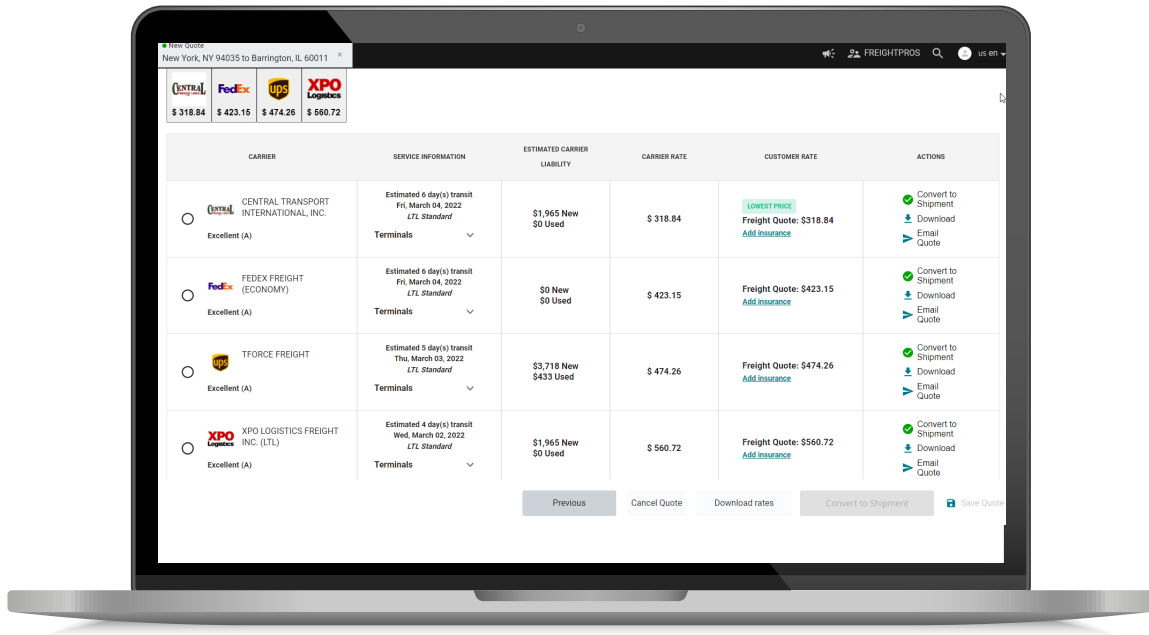 New Quote
New York, NY 94035 to Barrington, IL 60011 ×
FREIGHTPROS
us en
CENTRAL
FedEx
ups
XPO
Logistics
$ 318.84
$ 423.15
$ 474.26
$ 560.72
CARRIER
SERVICE INFORMATION
ESTIMATED CARRIER
LIABILITY
CARRIER RATE
CUSTOMER RATE
ACTIONS
CENTRAL
CENTRAL TRANSPORT
INTERNATIONAL, INC.
Excellent (A)
Estimated 6 day(s) transit
Fri, March 04, 2022
LTL Standard
Terminals
$1,965 New
$0 Used
$ 318.84
LOWEST PRICE
Freight Quote: $318.84
Add insurance
Convert to
Shipment
Download
Email
Quote
FedEx
FEDEX FREIGHT
(ECONOMY)
Excellent (A)
Estimated 6 day(s) transit
Fri, March 04, 2022
LTL Standard
Terminals
$0 New
$0 Used
$ 423.15
Freight Quote: $423.15
Add insurance
Convert to
Shipment
Download
Email
Quote
ups
TFORCE FREIGHT
Excellent (A)
Estimated 5 day(s) transit
Thu, March 03, 2022
LTL Standard
Terminals
$3,718 New
$433 Used
$ 474.26
Freight Quote: $474.26
Add insurance
Convert to
Shipment
Download
Email
Quote
XPO
Logistics
XPO LOGISTICS FREIGHT
INC. (LTL)
Excellent (A)
Estimated 4 day(s) transit
Wed, March 02, 2022
LTL Standard
Terminals
$1,965 New
$0 Used
$ 560.72
Freight Quote: $560.72
Add insurance
Convert to
Shipment
Download
Email
Quote
Previous
Cancel Quote
Download rates
Convert to Shipment
Save Quote